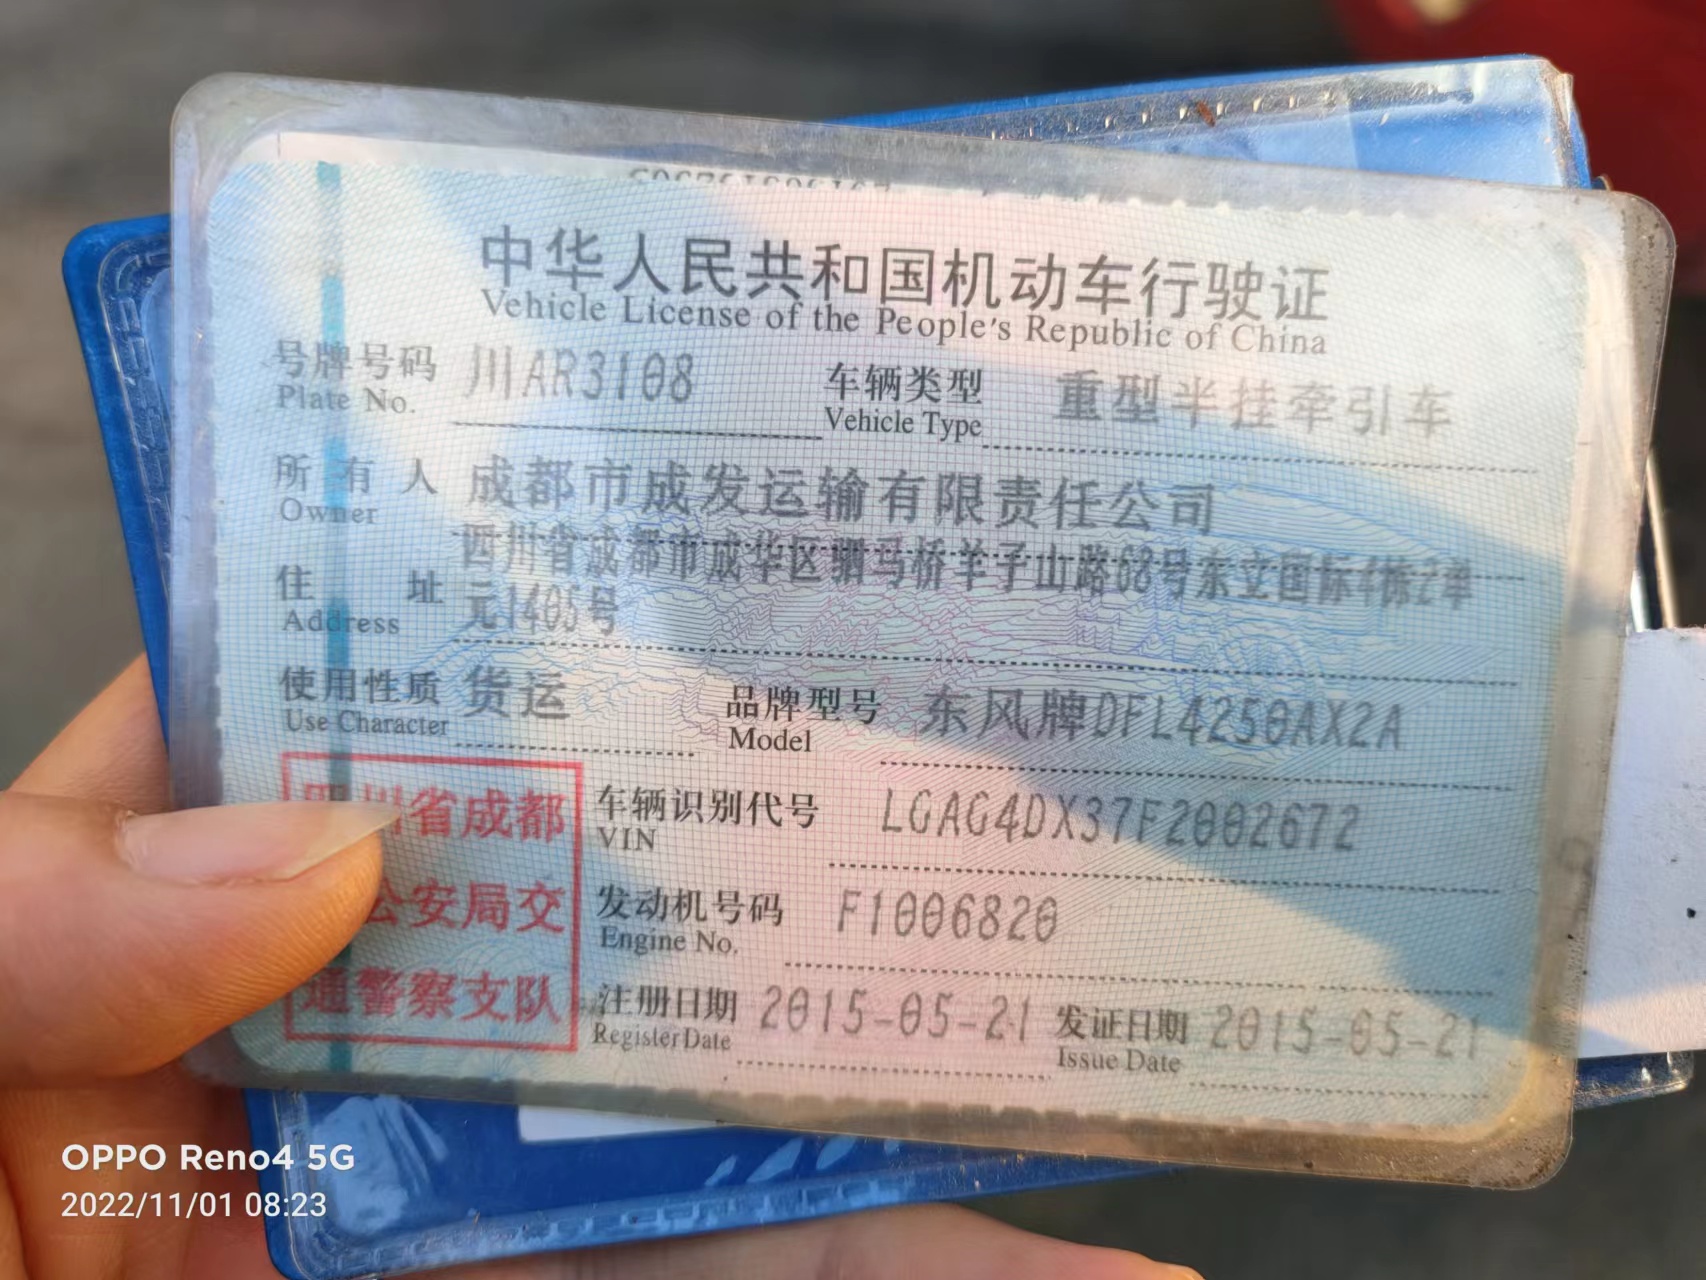 中华人民共和国机动车行驶证
Vehicle License of the People's Republic of China
号牌号码 川AR3108 车辆类型 重型半挂牵引车
Plate No. Vehicle Type
所有人 成都市成发运输有限责任公司
Owner
四川省成都市成华区驷马桥羊子山路68号东立国际4栋2单
住址 元1405号
Address
使用性质 货运 品牌型号 东风牌DFL4250AX2A
Use Character Model
四川省成都 车辆识别代号 LGAG4DX37F2002672
VIN
公安局交 发动机号码 F1006820
Engine No.
通警察支队 注册日期 2015-05-21 发证日期 2015-05-21
Register Date Issue Date
OPPO Reno4 5G
2022/11/01 08:23